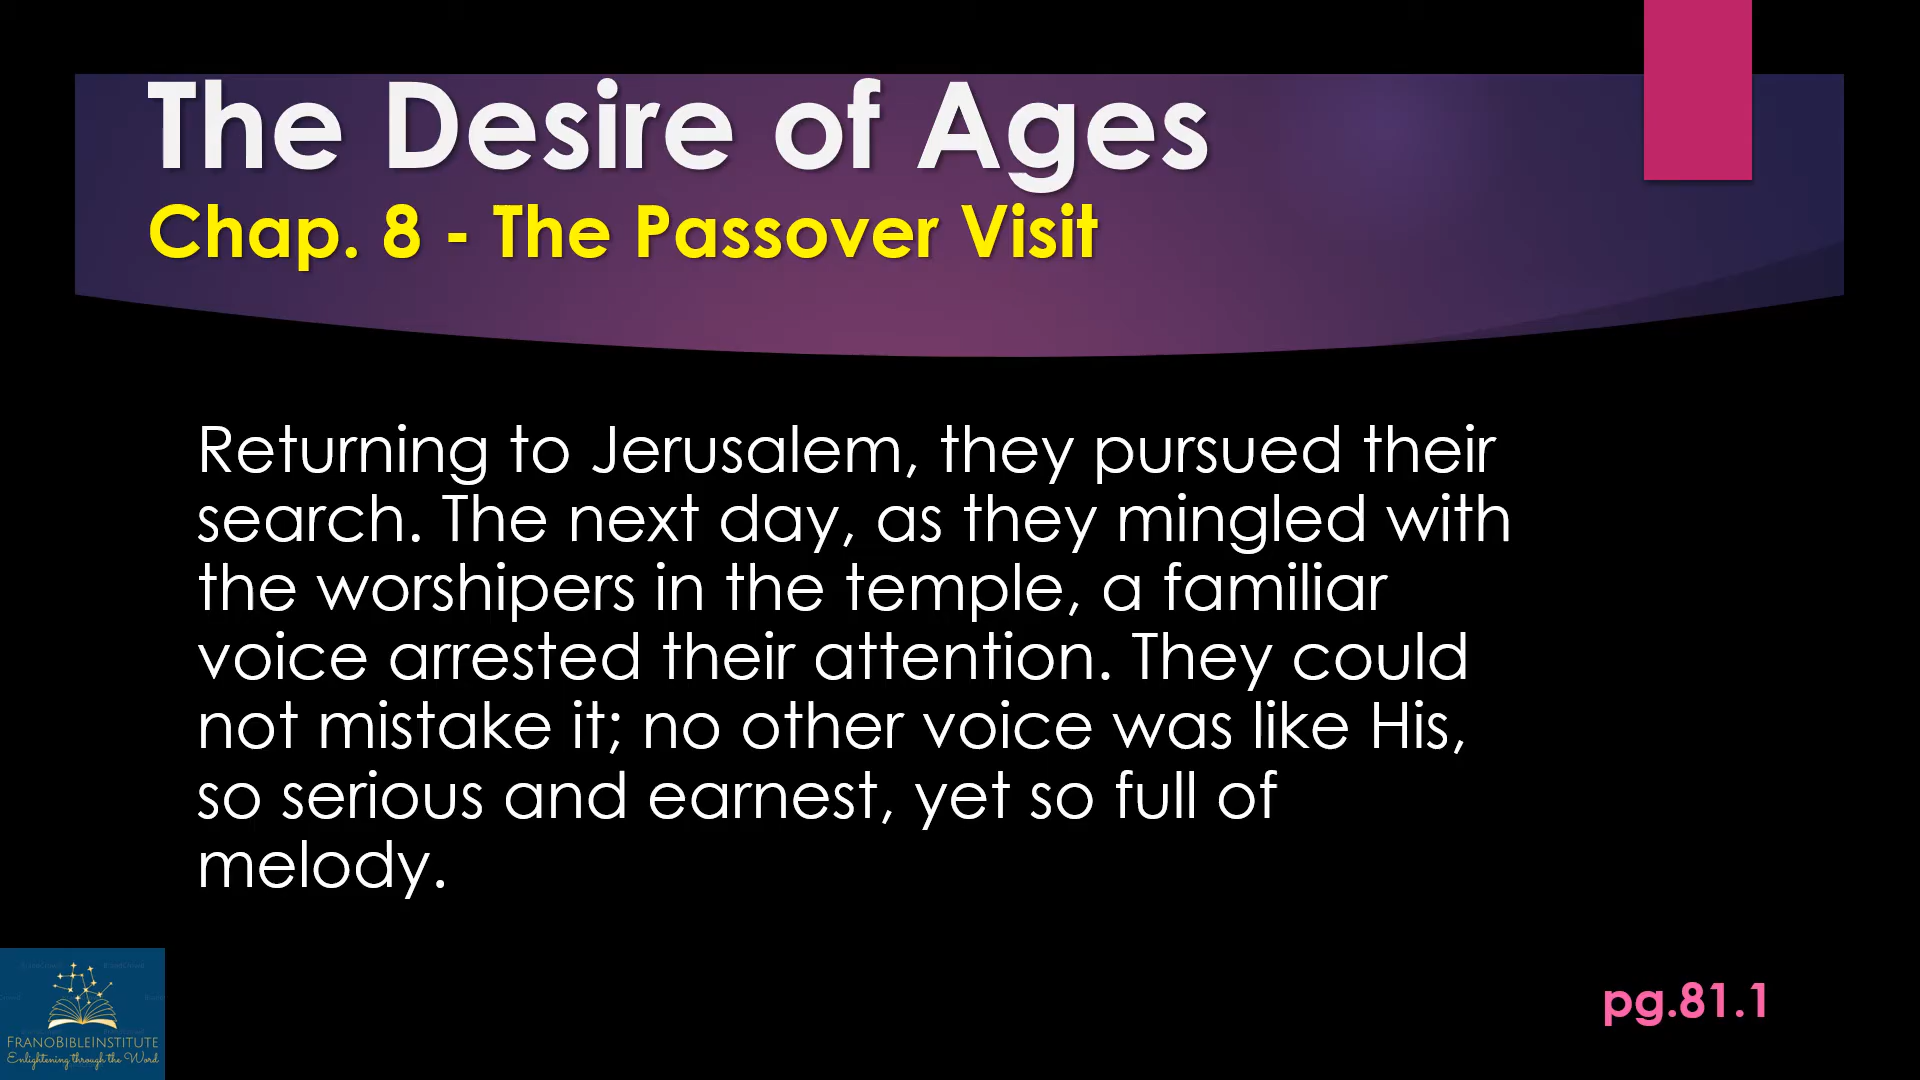 The Desire of Ages
Chap. 8 - The Passover Visit
Returning to Jerusalem, they pursued their
search. The next day, as they mingled with
the worshipers in the temple, a familiar
voice arrested their attention. They could
not mistake it; no other voice was like His,
so serious and earnest, yet so full of
melody.
FRANOBIBLEINSTITUTE
Enlightening through the Word
pg.81.1